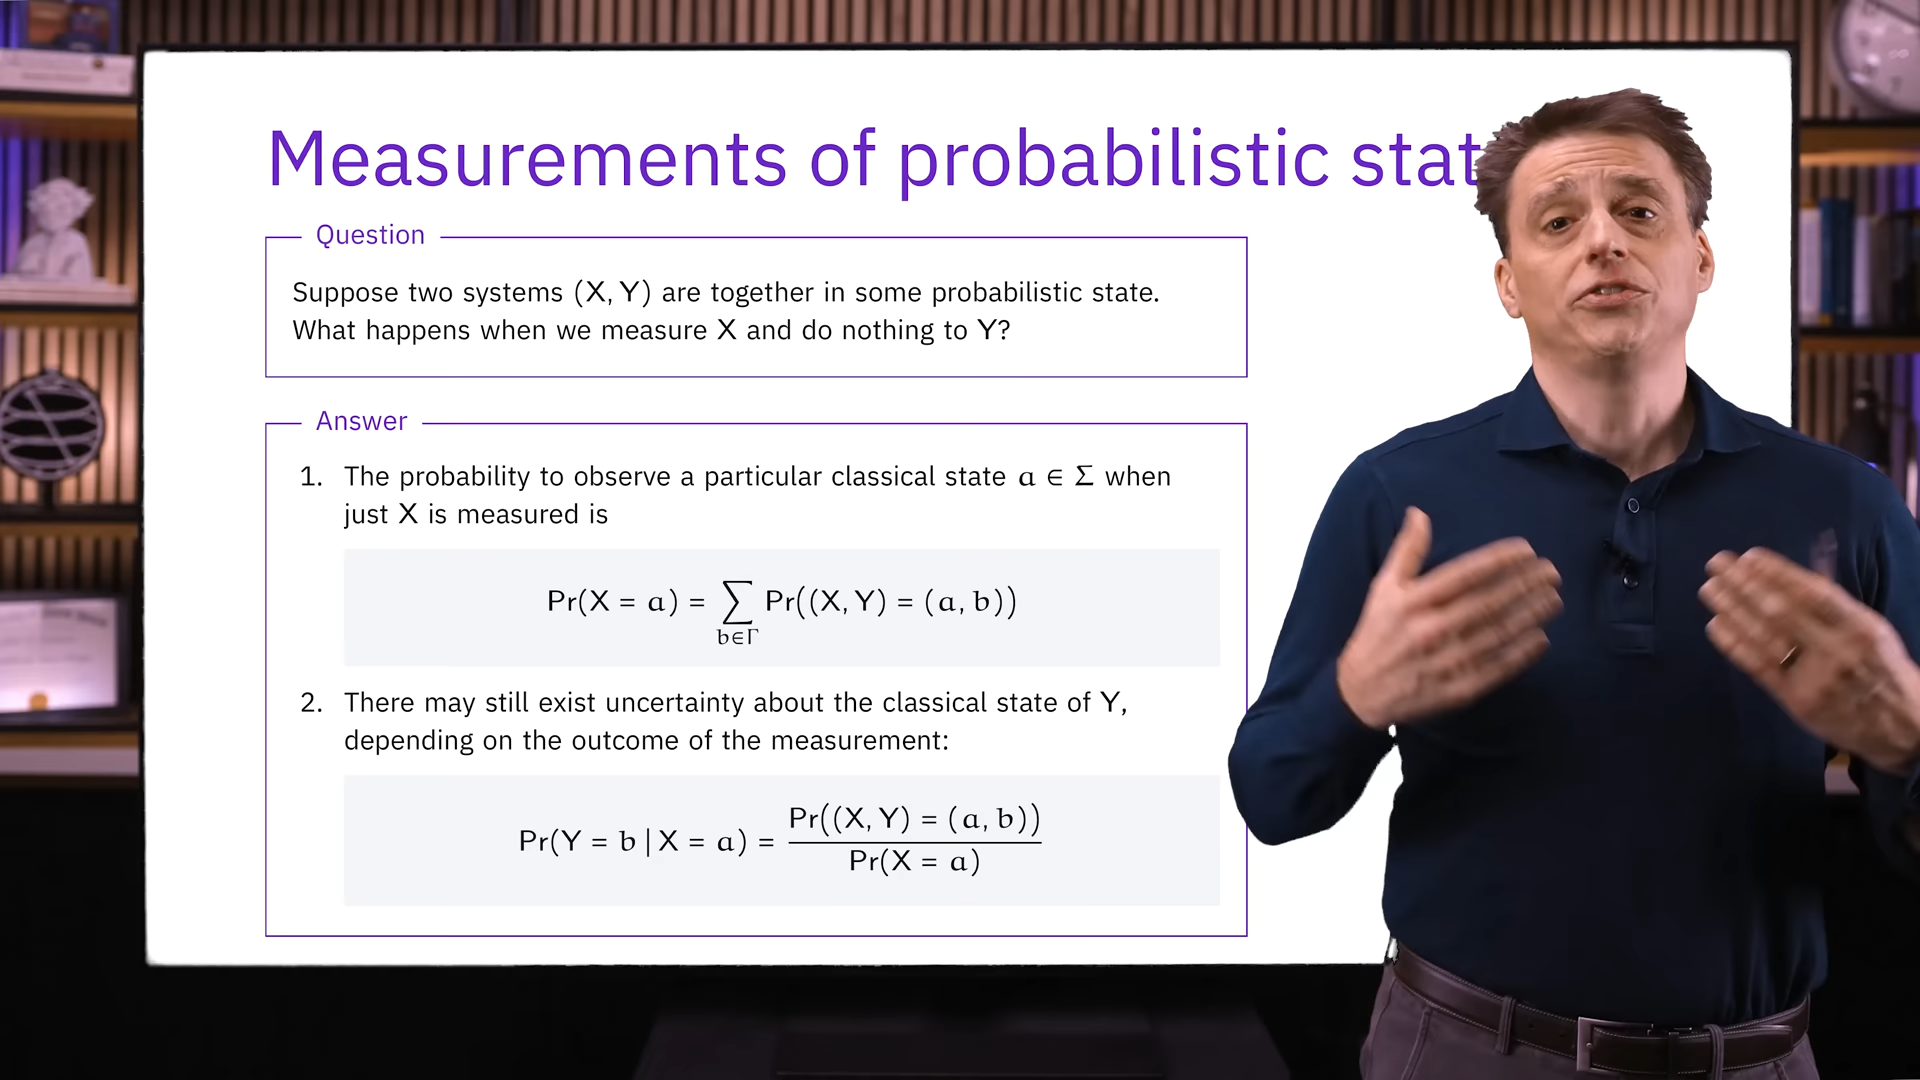 Measurements of probabilistic stat
Question
Suppose two systems (X, Y) are together in some probabilistic state.
What happens when we measure X and do nothing to Y?
Answer
1. The probability to observe a particular classical state a ∈ Σ when
just X is measured is
Pr(X = a) = ∑_{b∈Γ} Pr((X, Y) = (a, b))
2. There may still exist uncertainty about the classical state of Y,
depending on the outcome of the measurement:
Pr(Y = b | X = a) = Pr((X, Y) = (a, b)) / Pr(X = a)